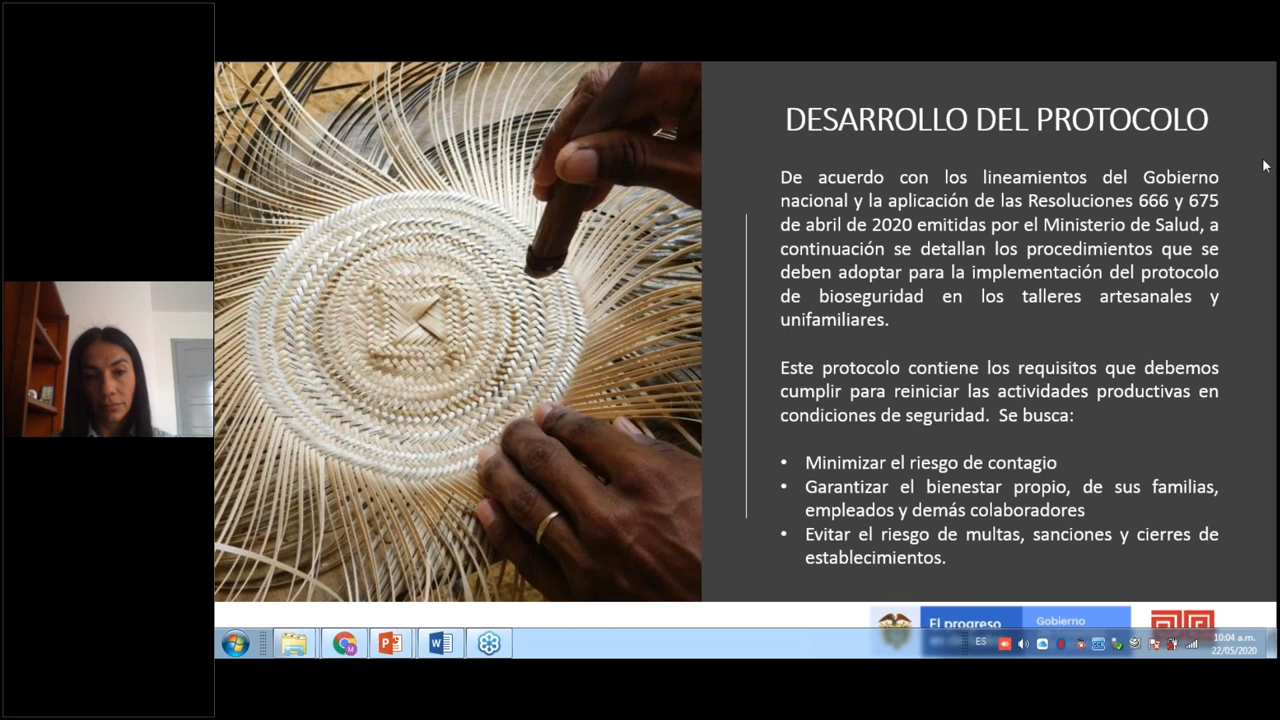 DESARROLLO DEL PROTOCOLO
De acuerdo con los lineamientos del Gobierno
nacional y la aplicación de las Resoluciones 666 y 675
de abril de 2020 emitidas por el Ministerio de Salud, a
continuación se detallan los procedimientos que se
deben adoptar para la implementación del protocolo
de bioseguridad en los talleres artesanales y
unifamiliares.
Este protocolo contiene los requisitos que debemos
cumplir para reiniciar las actividades productivas en
condiciones de seguridad. Se busca:
• Minimizar el riesgo de contagio
• Garantizar el bienestar propio, de sus familias,
empleados y demás colaboradores
• Evitar el riesgo de multas, sanciones y cierres de
establecimientos.
El progreso
Gobierno
ES
10:04 a.m.
22/05/2020